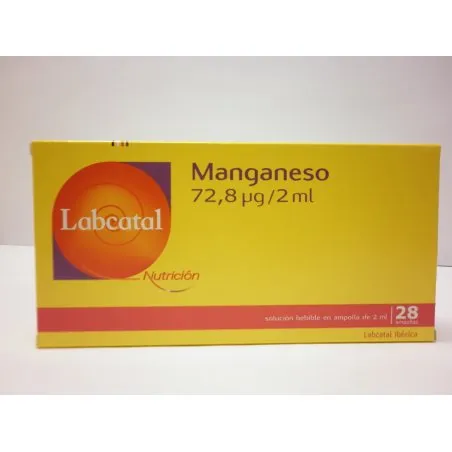 Manganeso
72,8 µg/2 ml
Labcatal
Nutrición
solución bebible en ampolla de 2 ml
28
ampollas
Labcatal Ibérica